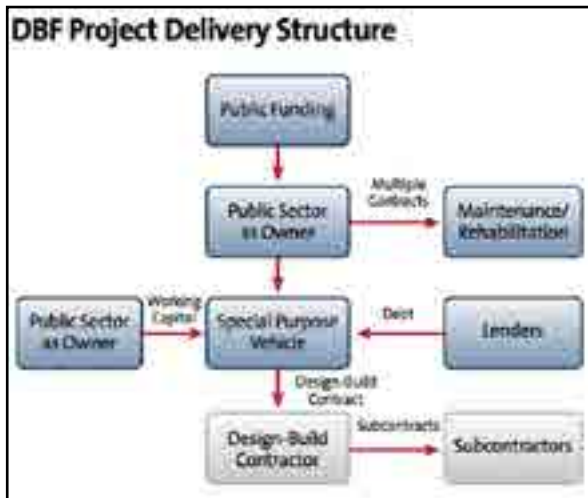 DBF Project Delivery Structure
Public Funding
Multiple
Contracts
Public Sector
as Owner
Maintenance/
Rehabilitation
Public Sector
as Owner
Working
Capital
Special Purpose
Vehicle
Debt
Lenders
Design-Build
Contract
Design-Build
Contractor
Subcontracts
Subcontractors